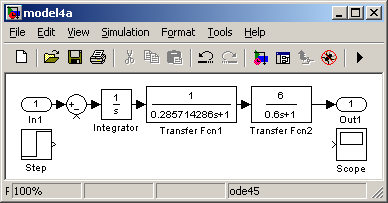 model4a
File Edit View Simulation Format Tools Help
1 1 s 1 0.285714286s+1 6 0.6s+1 1
In1 Integrator Transfer Fcn1 Transfer Fcn2 Out1
Step Scope
F 100% ode45